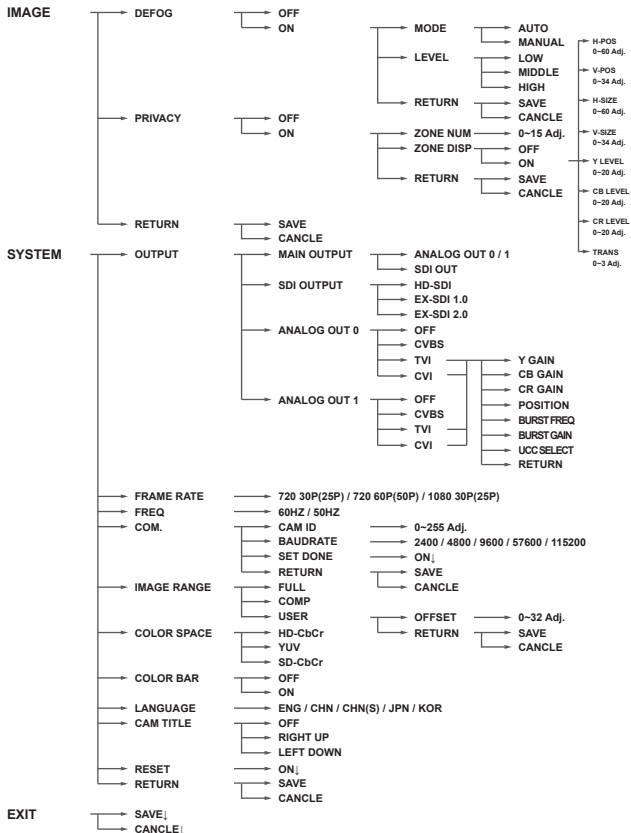 IMAGE DEFOG OFF
ON MODE AUTO
MANUAL
LEVEL LOW
MIDDLE
HIGH
RETURN SAVE
CANCLE
PRIVACY OFF
ON ZONE NUM 0~15 Adj.
ZONE DISP OFF
ON
RETURN SAVE
CANCLE
H-POS
0~60 Adj.
V-POS
0~34 Adj.
H-SIZE
0~60 Adj.
V-SIZE
0~34 Adj.
Y LEVEL
0~20 Adj.
CB LEVEL
0~20 Adj.
CR LEVEL
0~20 Adj.
TRANS
0~3 Adj.
RETURN SAVE
CANCLE
SYSTEM OUTPUT MAIN OUTPUT ANALOG OUT 0 / 1
SDI OUT
SDI OUTPUT HD-SDI
EX-SDI 1.0
EX-SDI 2.0
ANALOG OUT 0 OFF
CVBS
TVI
CVI
ANALOG OUT 1 OFF
CVBS
TVI
CVI
Y GAIN
CB GAIN
CR GAIN
POSITION
BURST FREQ
BURST GAIN
UCC SELECT
RETURN
FRAME RATE 720 30P(25P) / 720 60P(50P) / 1080 30P(25P)
FREQ 60HZ / 50HZ
COM. CAM ID 0~255 Adj.
BAUDRATE 2400 / 4800 / 9600 / 57600 / 115200
SET DONE ON↓
RETURN SAVE
CANCLE
IMAGE RANGE FULL
COMP
USER OFFSET 0~32 Adj.
RETURN SAVE
CANCLE
COLOR SPACE HD-CbCr
YUV
SD-CbCr
COLOR BAR OFF
ON
LANGUAGE ENG / CHN / CHN(S) / JPN / KOR
CAM TITLE OFF
RIGHT UP
LEFT DOWN
RESET ON↓
RETURN SAVE
CANCLE
EXIT SAVE↓
CANCLE↓